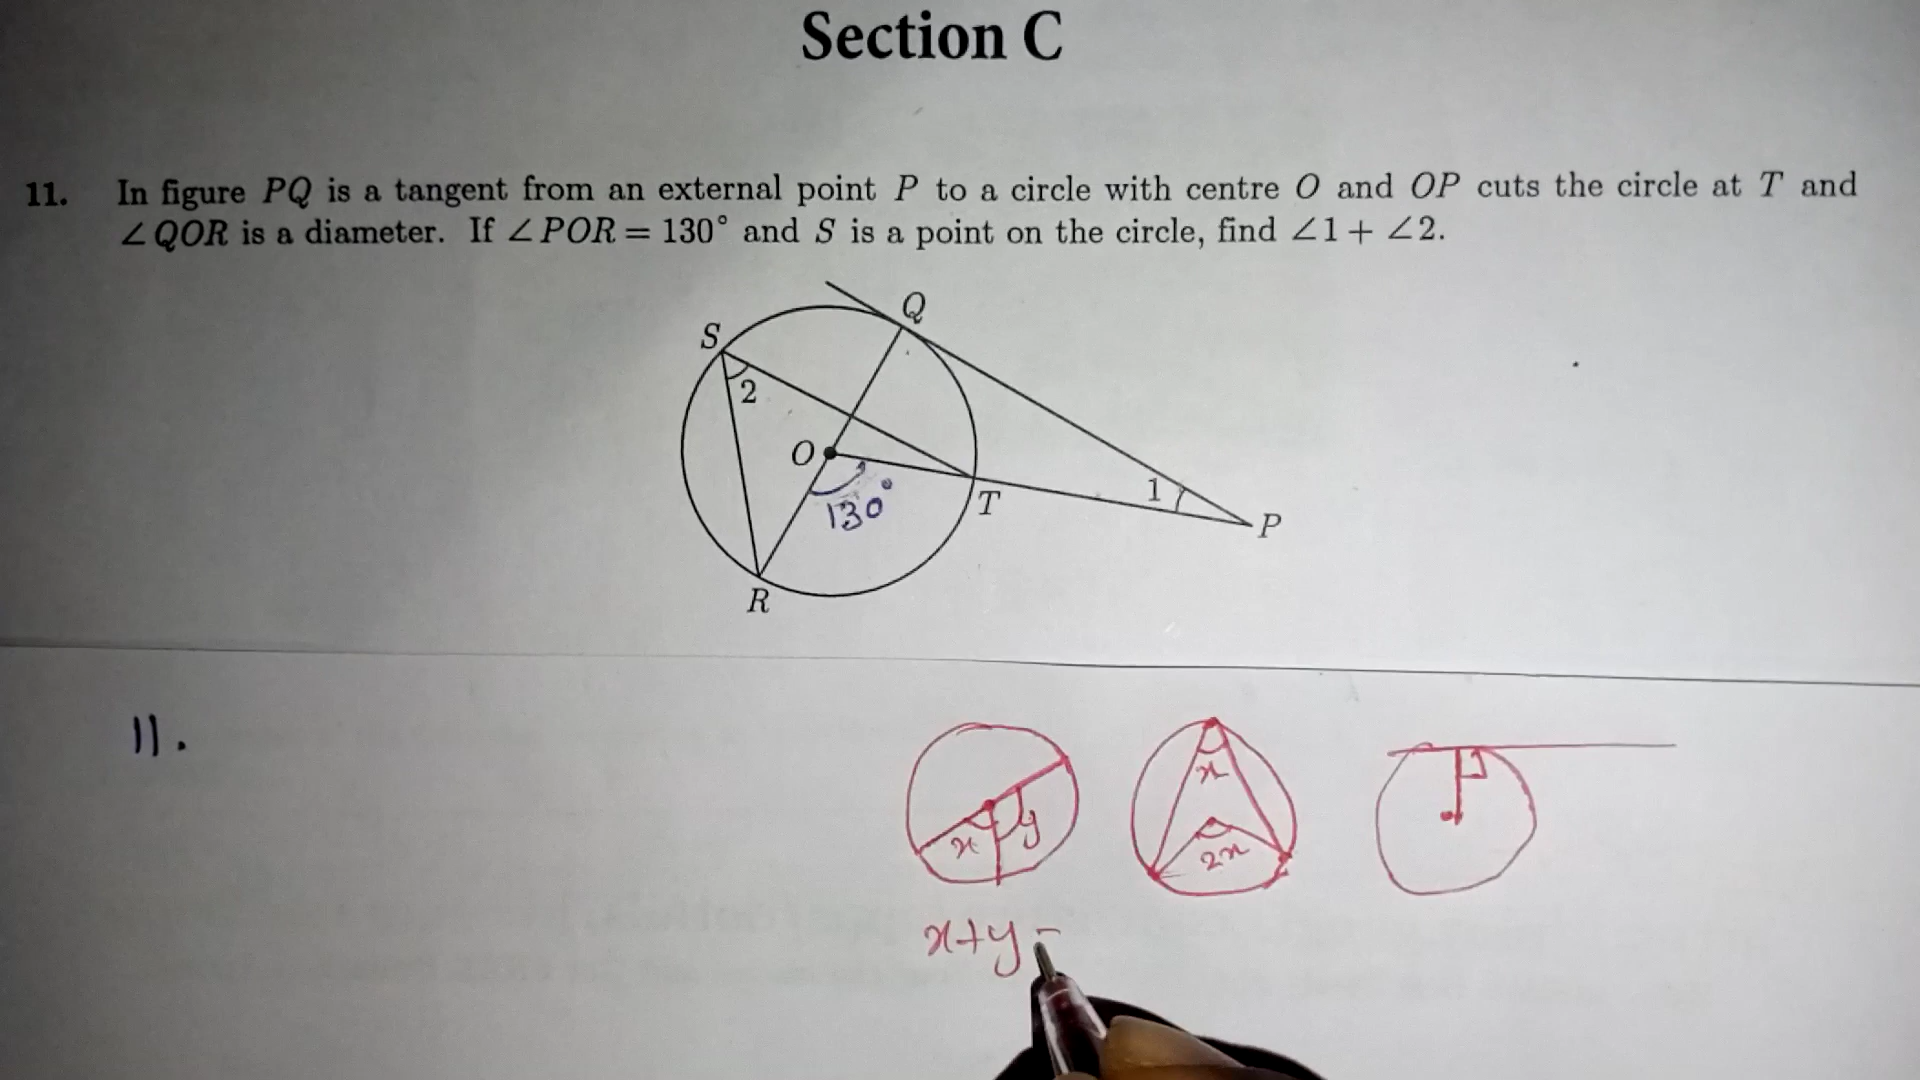 Section C
11. In figure PQ is a tangent from an external point P to a circle with centre O and OP cuts the circle at T and
∠QOR is a diameter. If ∠POR = 130° and S is a point on the circle, find ∠1 + ∠2.
Q
S
2
O
130°
T
1
P
R
11.
x
y
x
2x
x+y =